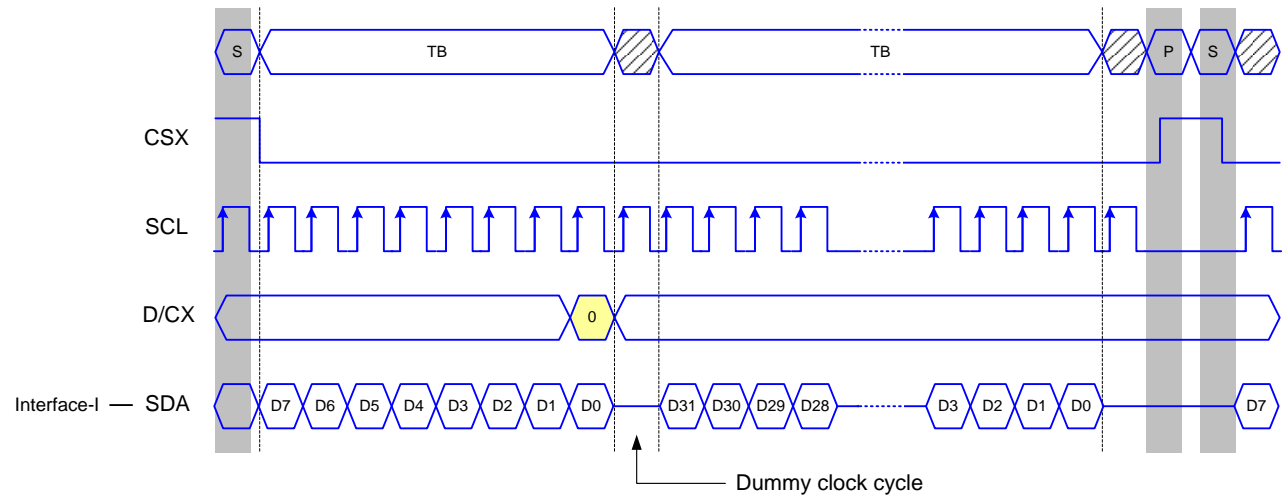 S TB TB P S
CSX
SCL
D/CX 0
Interface-I — SDA D7 D6 D5 D4 D3 D2 D1 D0 D31 D30 D29 D28 D3 D2 D1 D0 D7
Dummy clock cycle